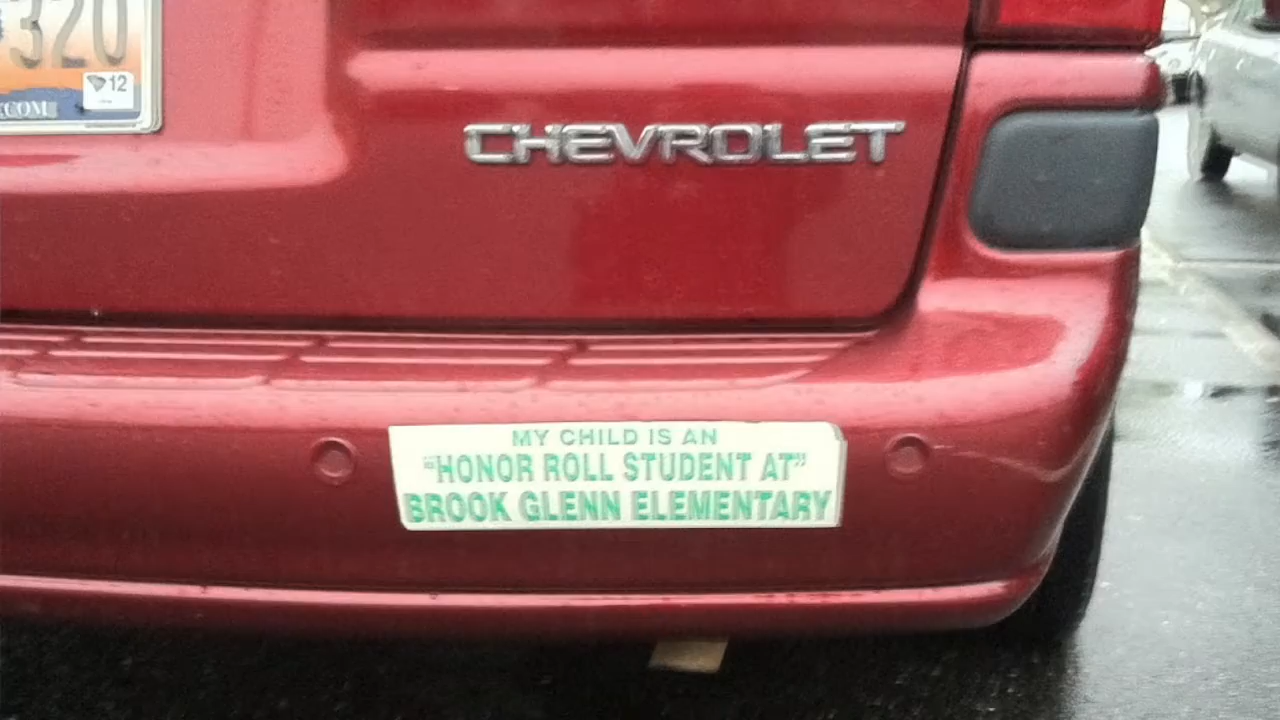 320
12
.COM
CHEVROLET
MY CHILD IS AN
"HONOR ROLL STUDENT AT"
BROOK GLENN ELEMENTARY